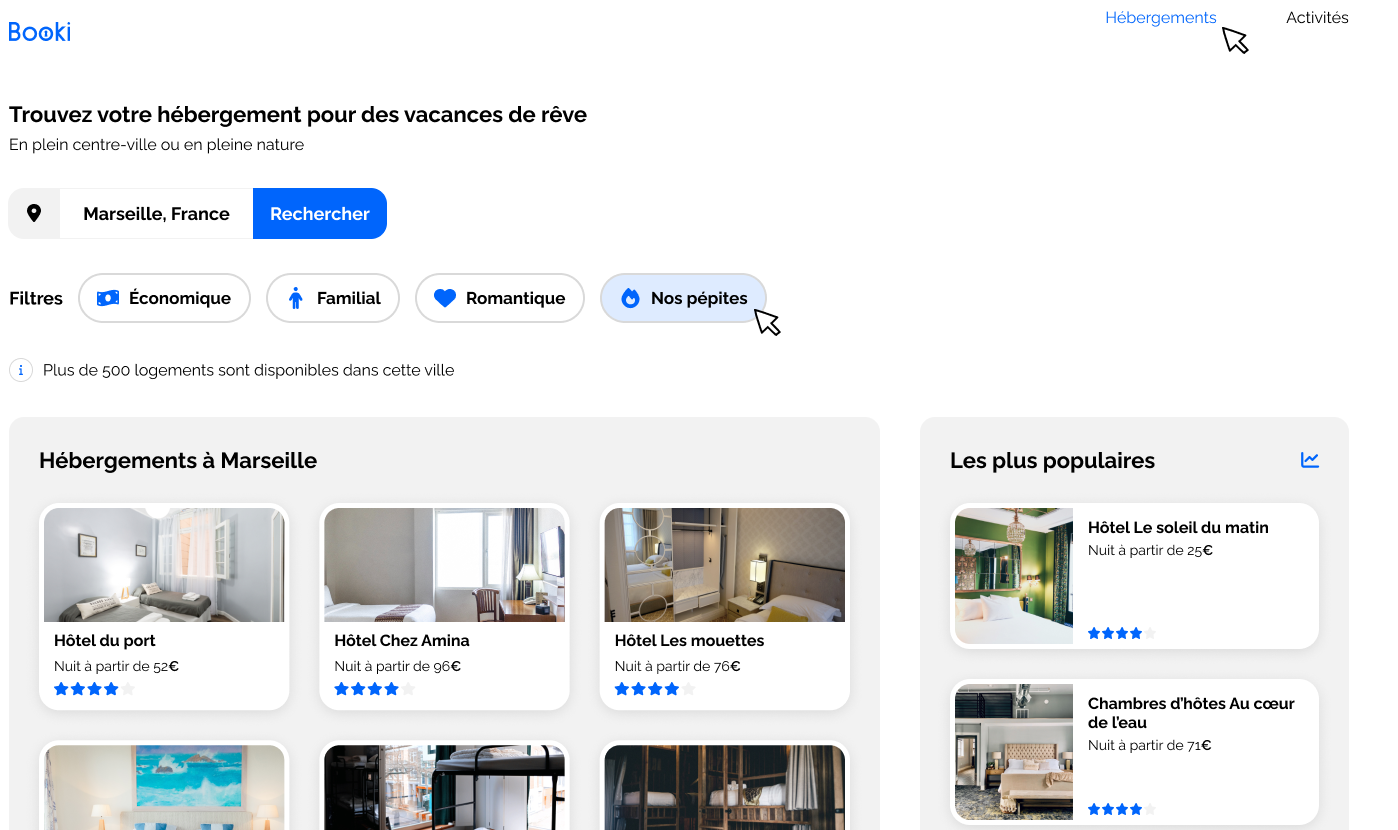 Booki
Hébergements
Activités
Trouvez votre hébergement pour des vacances de rêve
En plein centre-ville ou en pleine nature
Marseille, France
Rechercher
Filtres
Économique
Familial
Romantique
Nos pépites
Plus de 500 logements sont disponibles dans cette ville
Hébergements à Marseille
Hôtel du port
Nuit à partir de 52€
Hôtel Chez Amina
Nuit à partir de 96€
Hôtel Les mouettes
Nuit à partir de 76€
Les plus populaires
Hôtel Le soleil du matin
Nuit à partir de 25€
Chambres d'hôtes Au cœur
de l'eau
Nuit à partir de 71€